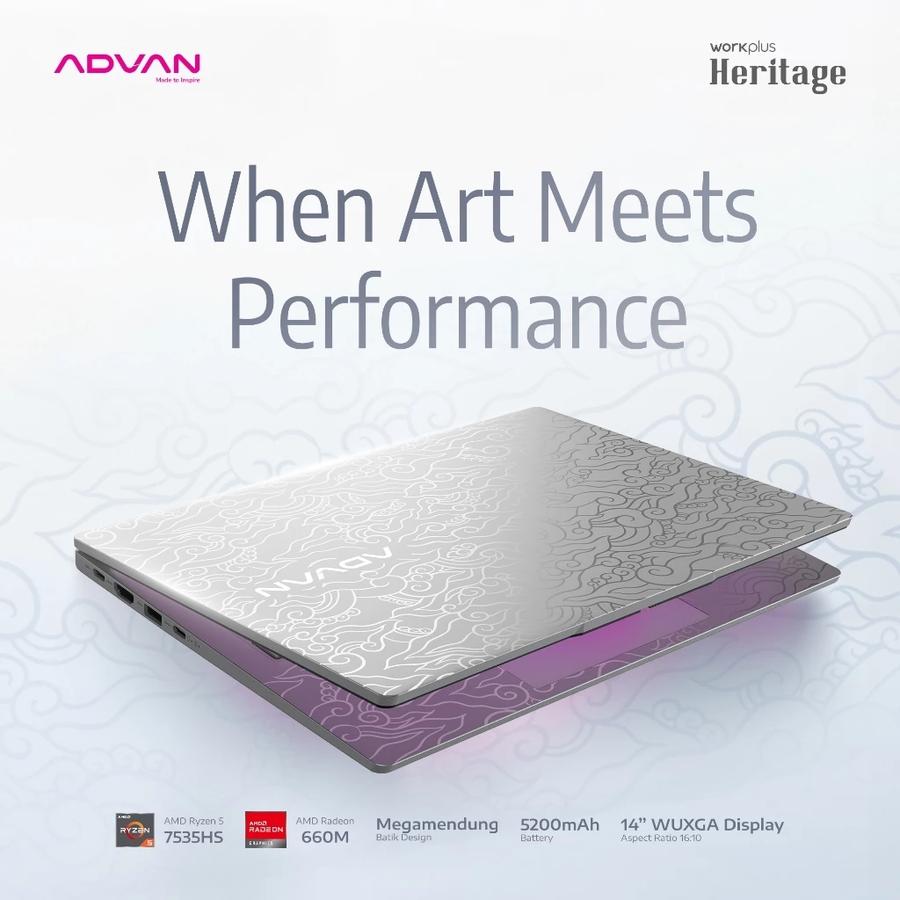 ADVAN
Made to Inspire
workplus
Heritage
When Art Meets
Performance
ADVAN
AMD
RYZEN
5
AMD Ryzen 5
7535HS
AMD
RADEON
GRAPHICS
AMD Radeon
660M
Megamendung
Batik Design
5200mAh
Battery
14” WUXGA Display
Aspect Ratio 16:10